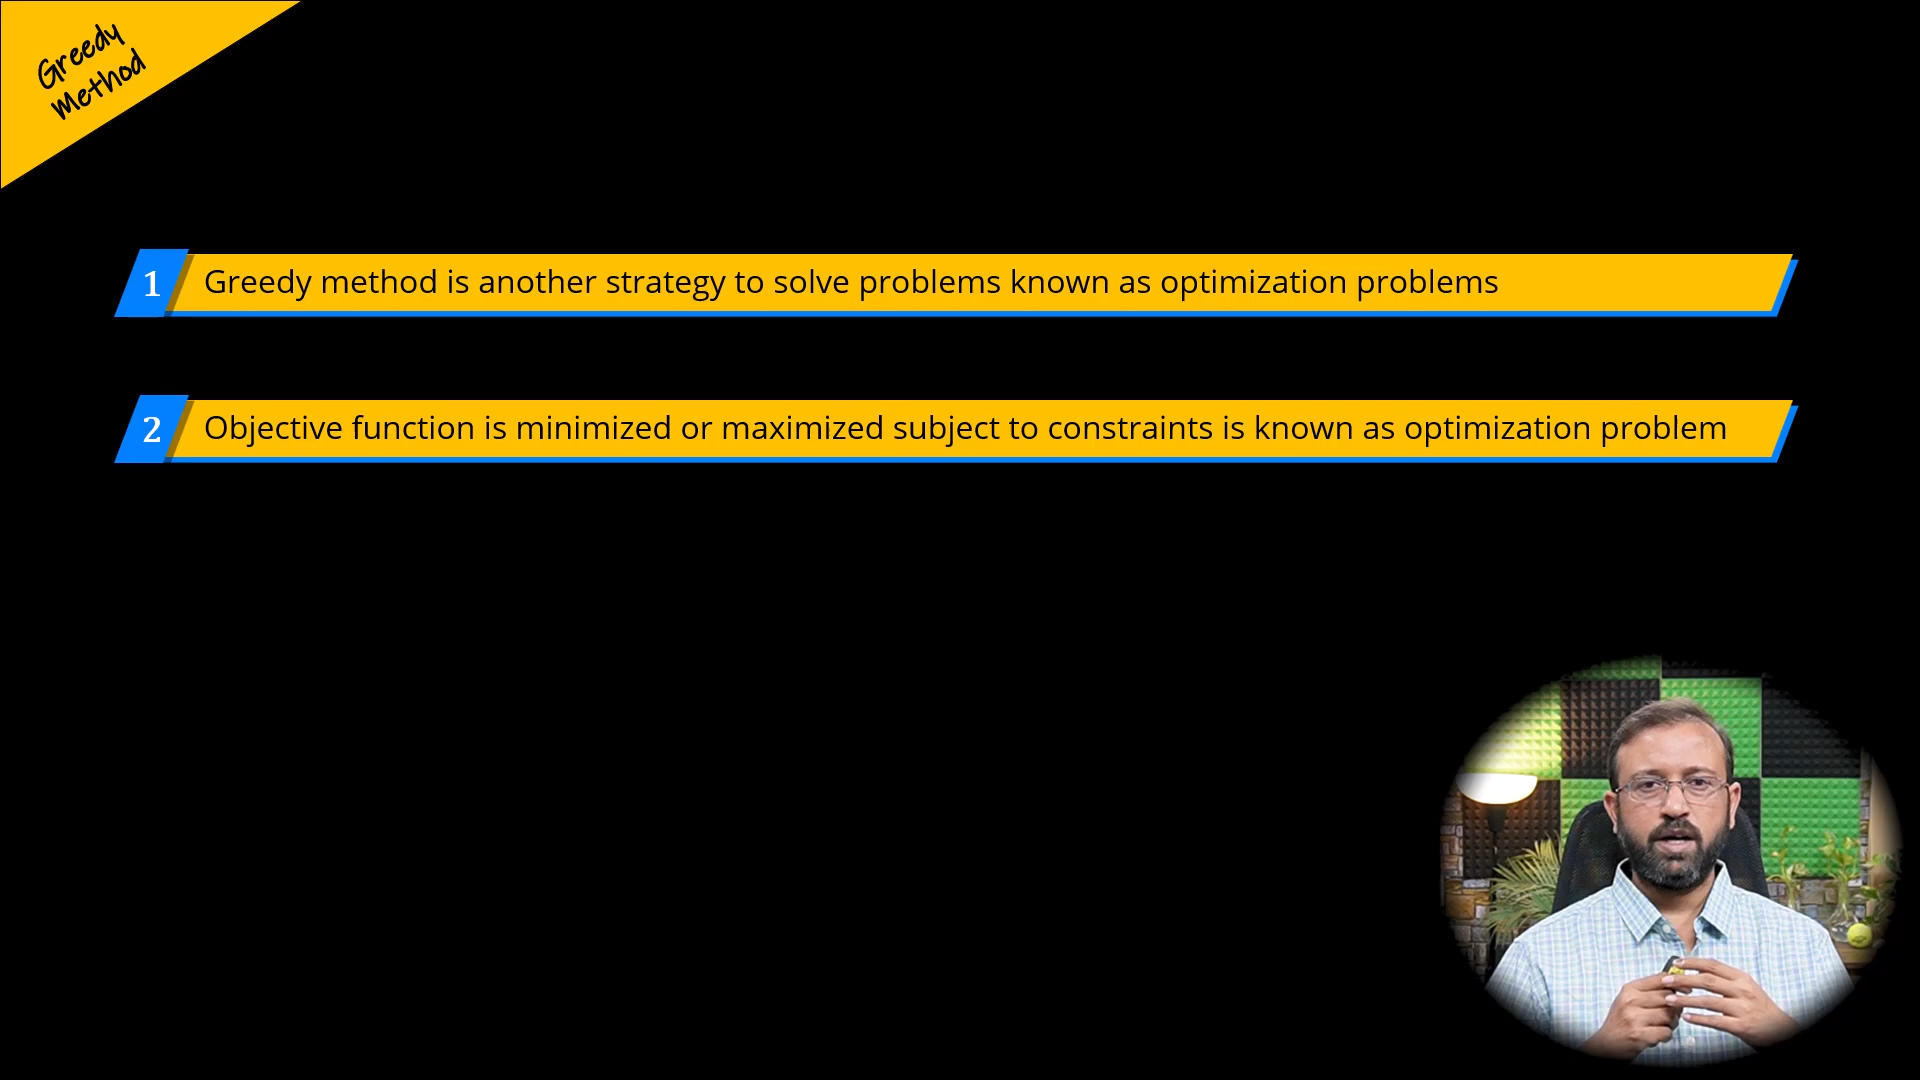 Greedy
Method
1 Greedy method is another strategy to solve problems known as optimization problems
2 Objective function is minimized or maximized subject to constraints is known as optimization problem